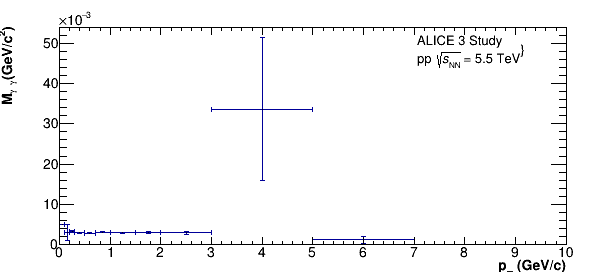 ×10⁻³
M_γ γ (GeV/c²)
50
40
30
20
10
0
ALICE 3 Study
pp √s_NN = 5.5 TeV}
0 1 2 3 4 5 6 7 8 9 10
p_ (GeV/c)